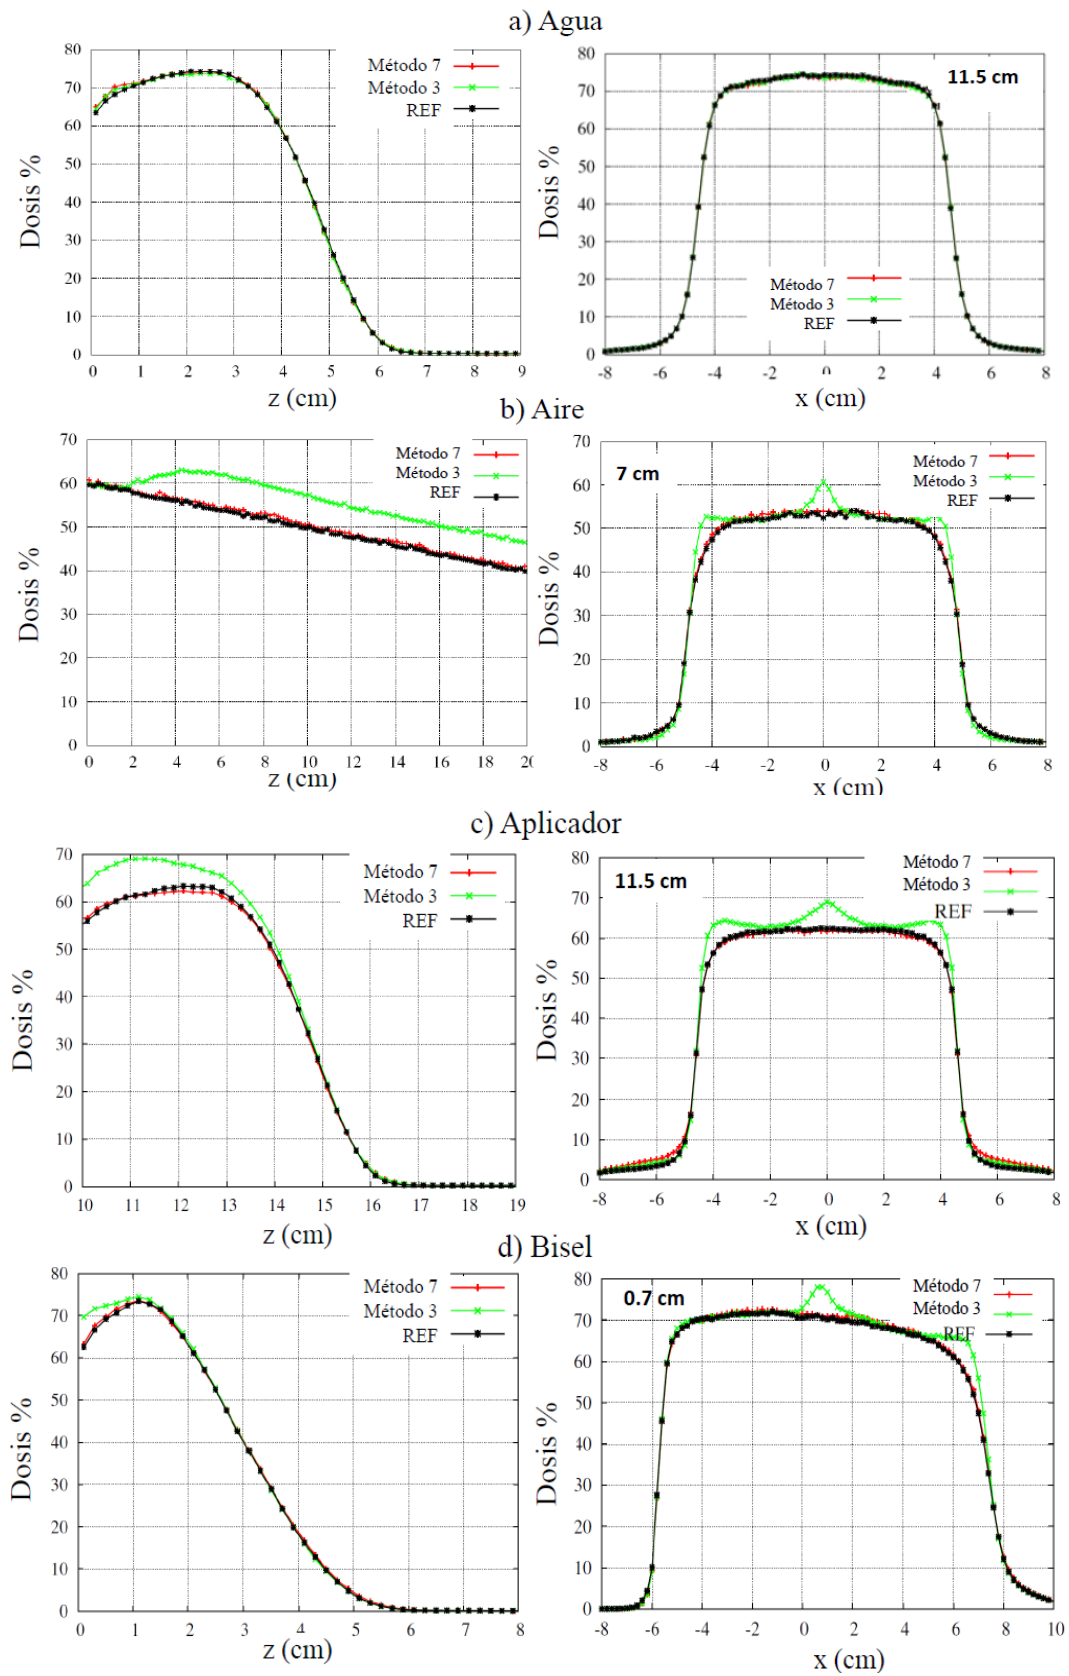 a) Agua
80
70
60
50
40
30
20
10
0
0 1 2 3 4 5 6 7 8 9
Dosis %
z (cm)
Método 7
Método 3
REF
80
70
60
50
40
30
20
10
0
-8 -6 -4 -2 0 2 4 6 8
Dosis %
x (cm)
11.5 cm
Método 7
Método 3
REF
b) Aire
70
60
50
40
30
20
10
0
0 2 4 6 8 10 12 14 16 18 20
Dosis %
z (cm)
Método 7
Método 3
REF
70
60
50
40
30
20
10
0
-8 -6 -4 -2 0 2 4 6 8
Dosis %
x (cm)
7 cm
Método 7
Método 3
REF
c) Aplicador
70
60
50
40
30
20
10
0
10 11 12 13 14 15 16 17 18 19
Dosis %
z (cm)
Método 7
Método 3
REF
80
70
60
50
40
30
20
10
0
-8 -6 -4 -2 0 2 4 6 8
Dosis %
x (cm)
11.5 cm
Método 7
Método 3
REF
d) Bisel
80
70
60
50
40
30
20
10
0
0 1 2 3 4 5 6 7 8
Dosis %
z (cm)
Método 7
Método 3
REF
80
70
60
50
40
30
20
10
0
-8 -6 -4 -2 0 2 4 6 8 10
Dosis %
x (cm)
0.7 cm
Método 7
Método 3
REF